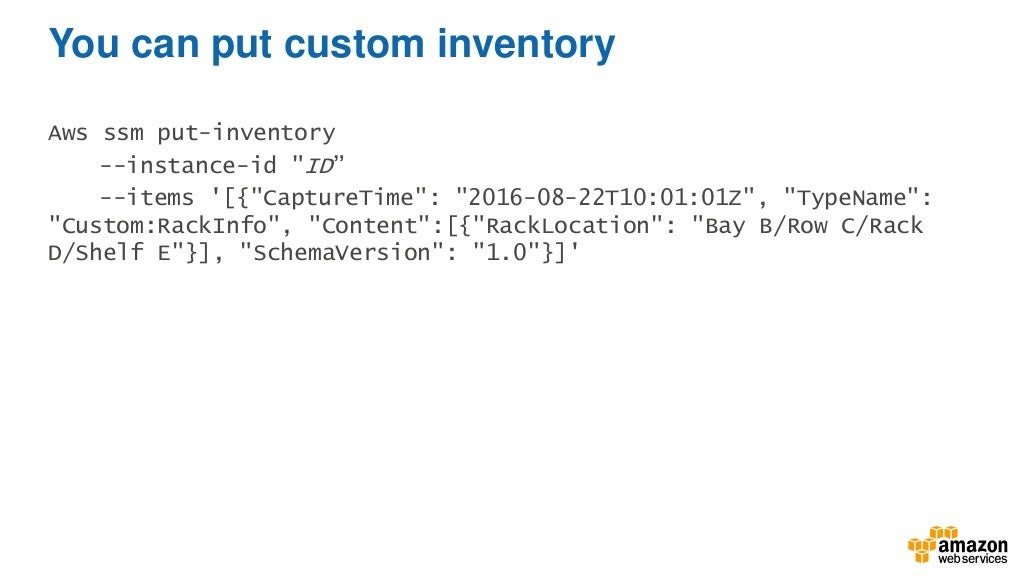 You can put custom inventory
Aws ssm put-inventory
--instance-id "ID”
--items '[{"CaptureTime": "2016-08-22T10:01:01Z", "TypeName":
"Custom:RackInfo", "Content":[{"RackLocation": "Bay B/Row C/Rack
D/Shelf E"}], "SchemaVersion": "1.0"}]'
amazon
web services